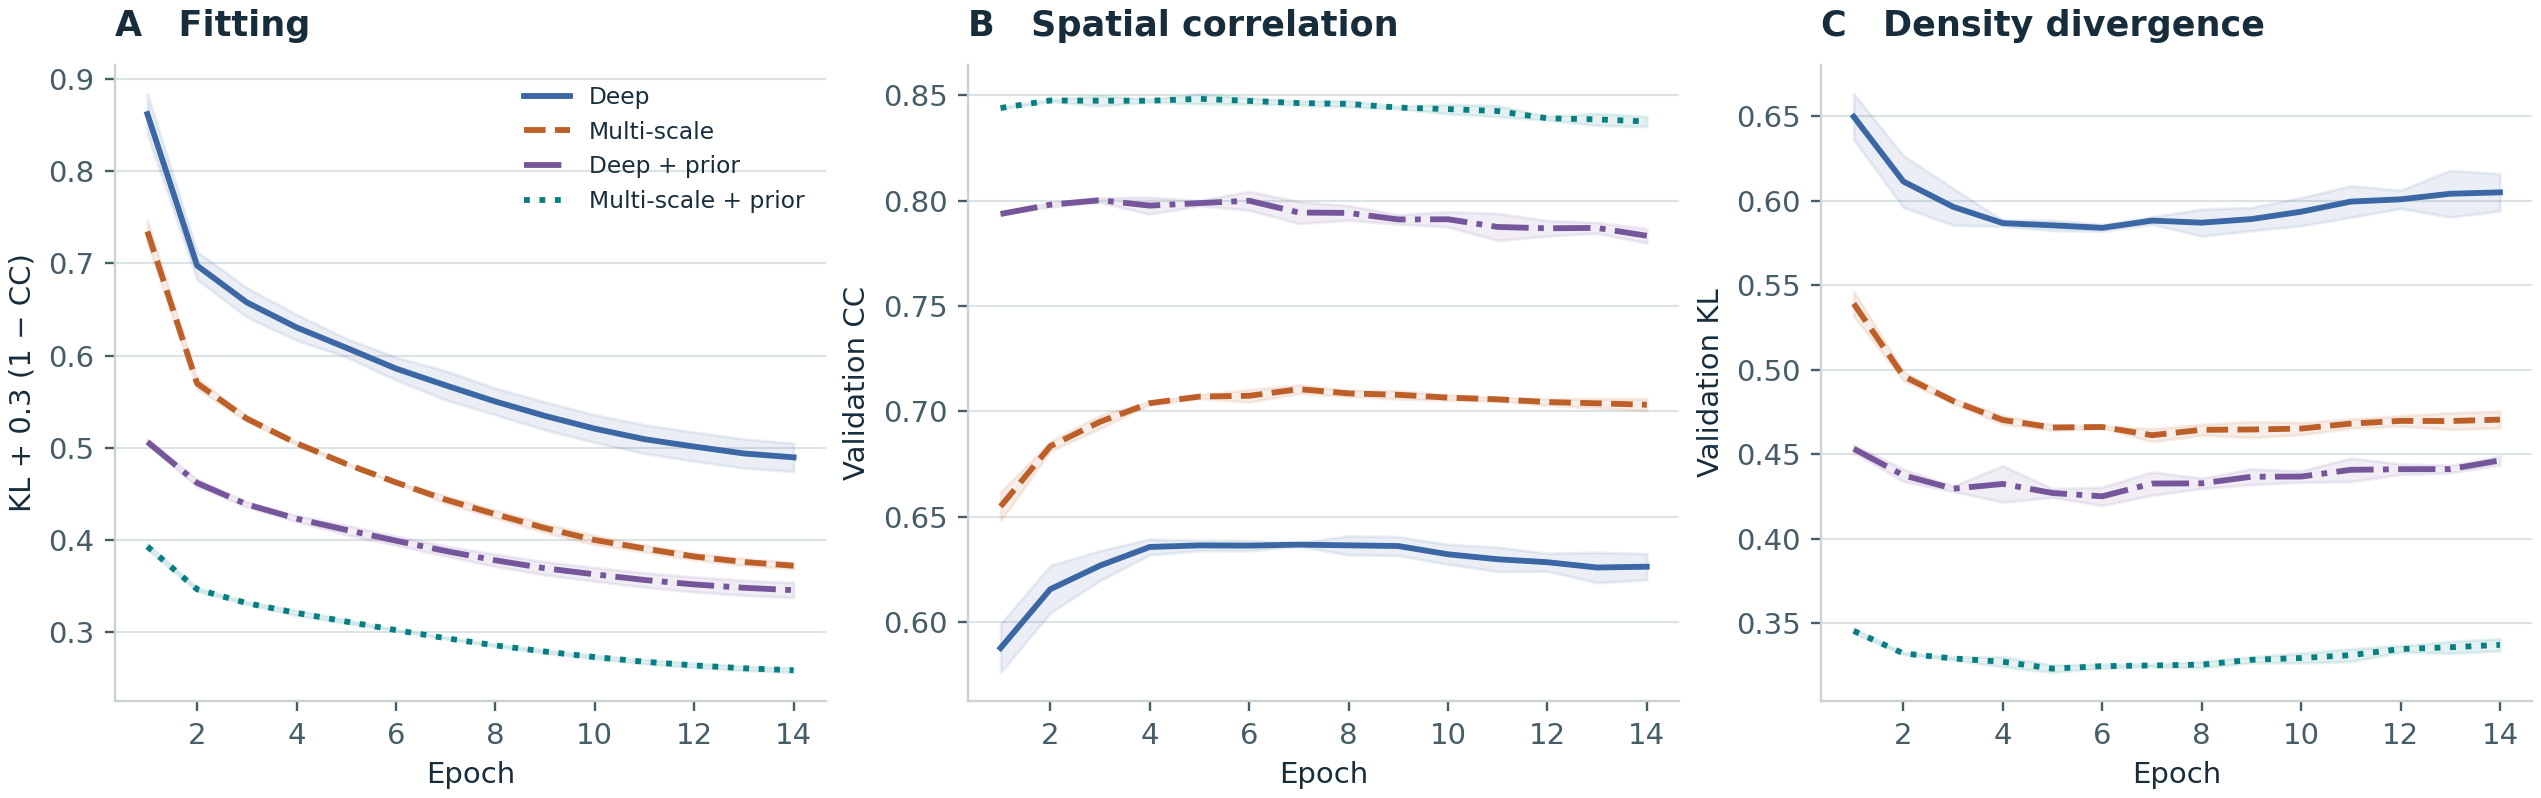 A Fitting
KL + 0.3 (1 − CC)
0.9
0.8
0.7
0.6
0.5
0.4
0.3
Deep
Multi-scale
Deep + prior
Multi-scale + prior
2 4 6 8 10 12 14
Epoch
B Spatial correlation
Validation CC
0.85
0.80
0.75
0.70
0.65
0.60
2 4 6 8 10 12 14
Epoch
C Density divergence
Validation KL
0.65
0.60
0.55
0.50
0.45
0.40
0.35
2 4 6 8 10 12 14
Epoch